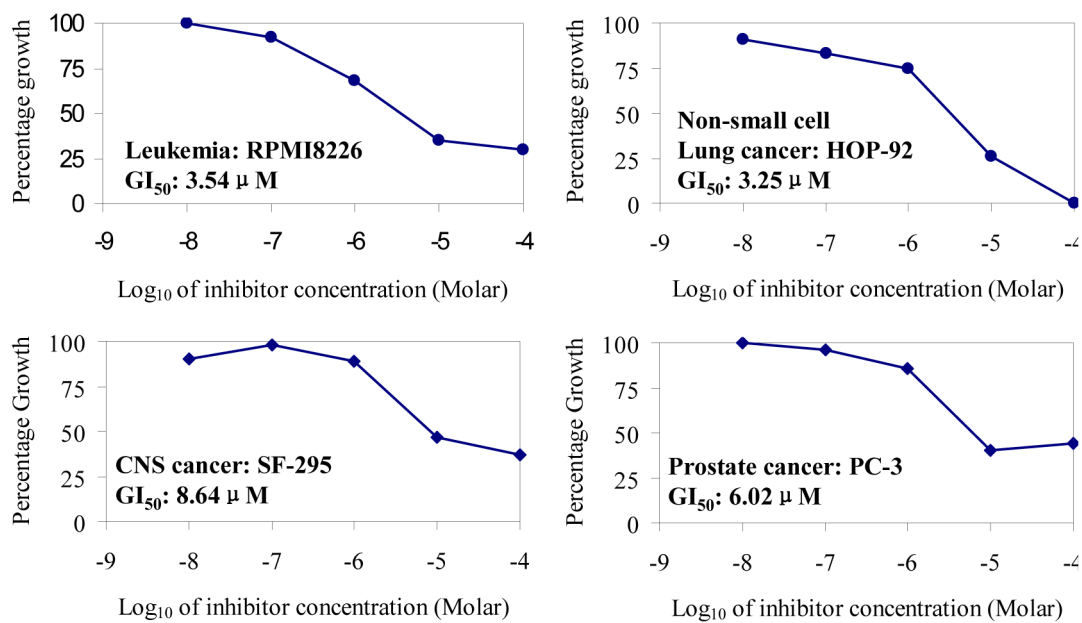 Percentage growth
100
75
50
25
0
Leukemia: RPMI8226
GI50: 3.54 μ M
-9 -8 -7 -6 -5 -4
Log10 of inhibitor concentration (Molar)
Percentage growth
100
75
50
25
0
Non-small cell
Lung cancer: HOP-92
GI50: 3.25 μ M
-9 -8 -7 -6 -5 -4
Log10 of inhibitor concentration (Molar)
Percentage Growth
100
75
50
25
0
CNS cancer: SF-295
GI50: 8.64 μ M
-9 -8 -7 -6 -5 -4
Log10 of inhibitor concentration (Molar)
Percentage Growth
100
75
50
25
0
Prostate cancer: PC-3
GI50: 6.02 μ M
-9 -8 -7 -6 -5 -4
Log10 of inhibitor concentration (Molar)